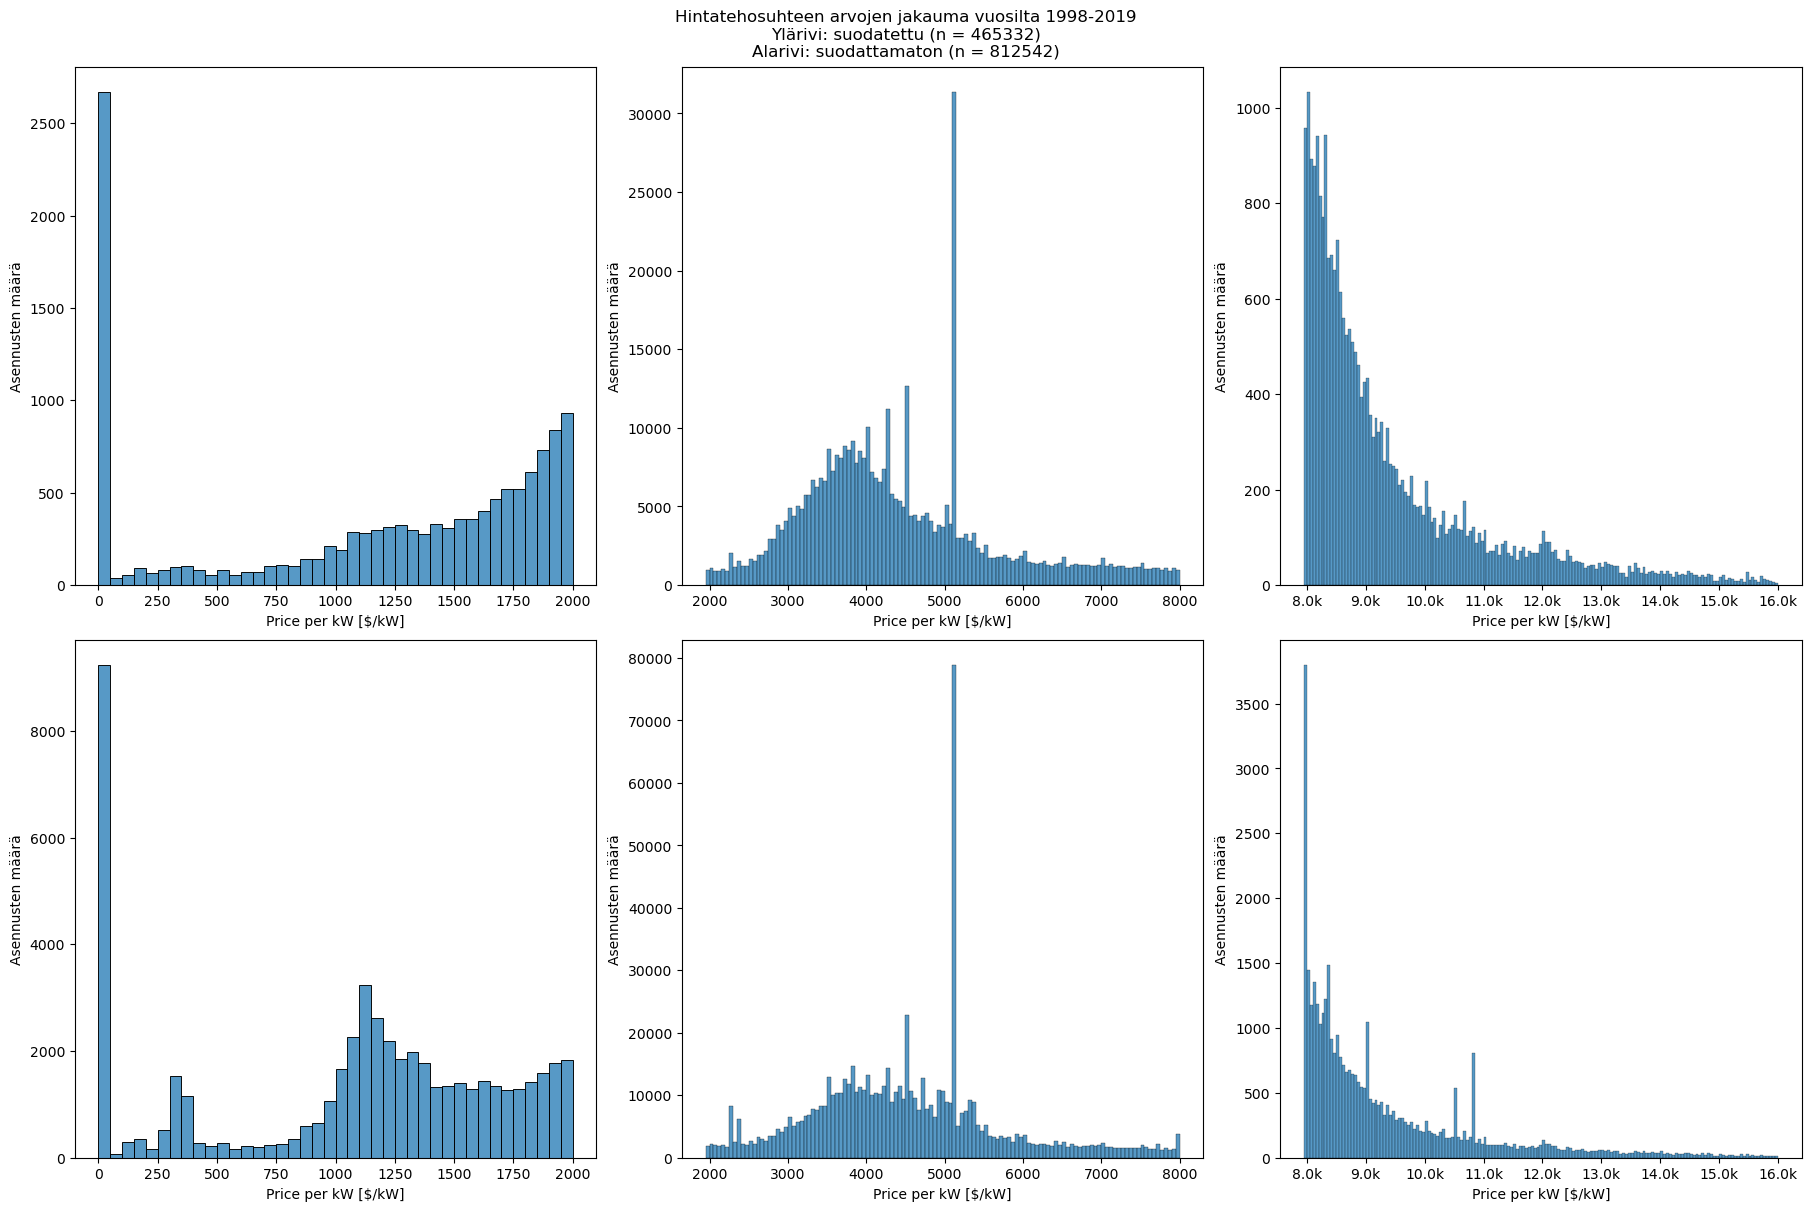 Hintatehosuhteen arvojen jakauma vuosilta 1998-2019
Ylärivi: suodatettu (n = 465332)
Alarivi: suodattamaton (n = 812542)
Asennusten määrä
2500
2000
1500
1000
500
0
0 250 500 750 1000 1250 1500 1750 2000
Price per kW [$/kW]
Asennusten määrä
30000
25000
20000
15000
10000
5000
0
2000 3000 4000 5000 6000 7000 8000
Price per kW [$/kW]
Asennusten määrä
1000
800
600
400
200
0
8.0k 9.0k 10.0k 11.0k 12.0k 13.0k 14.0k 15.0k 16.0k
Price per kW [$/kW]
Asennusten määrä
8000
6000
4000
2000
0
0 250 500 750 1000 1250 1500 1750 2000
Price per kW [$/kW]
Asennusten määrä
80000
70000
60000
50000
40000
30000
20000
10000
0
2000 3000 4000 5000 6000 7000 8000
Price per kW [$/kW]
Asennusten määrä
3500
3000
2500
2000
1500
1000
500
0
8.0k 9.0k 10.0k 11.0k 12.0k 13.0k 14.0k 15.0k 16.0k
Price per kW [$/kW]